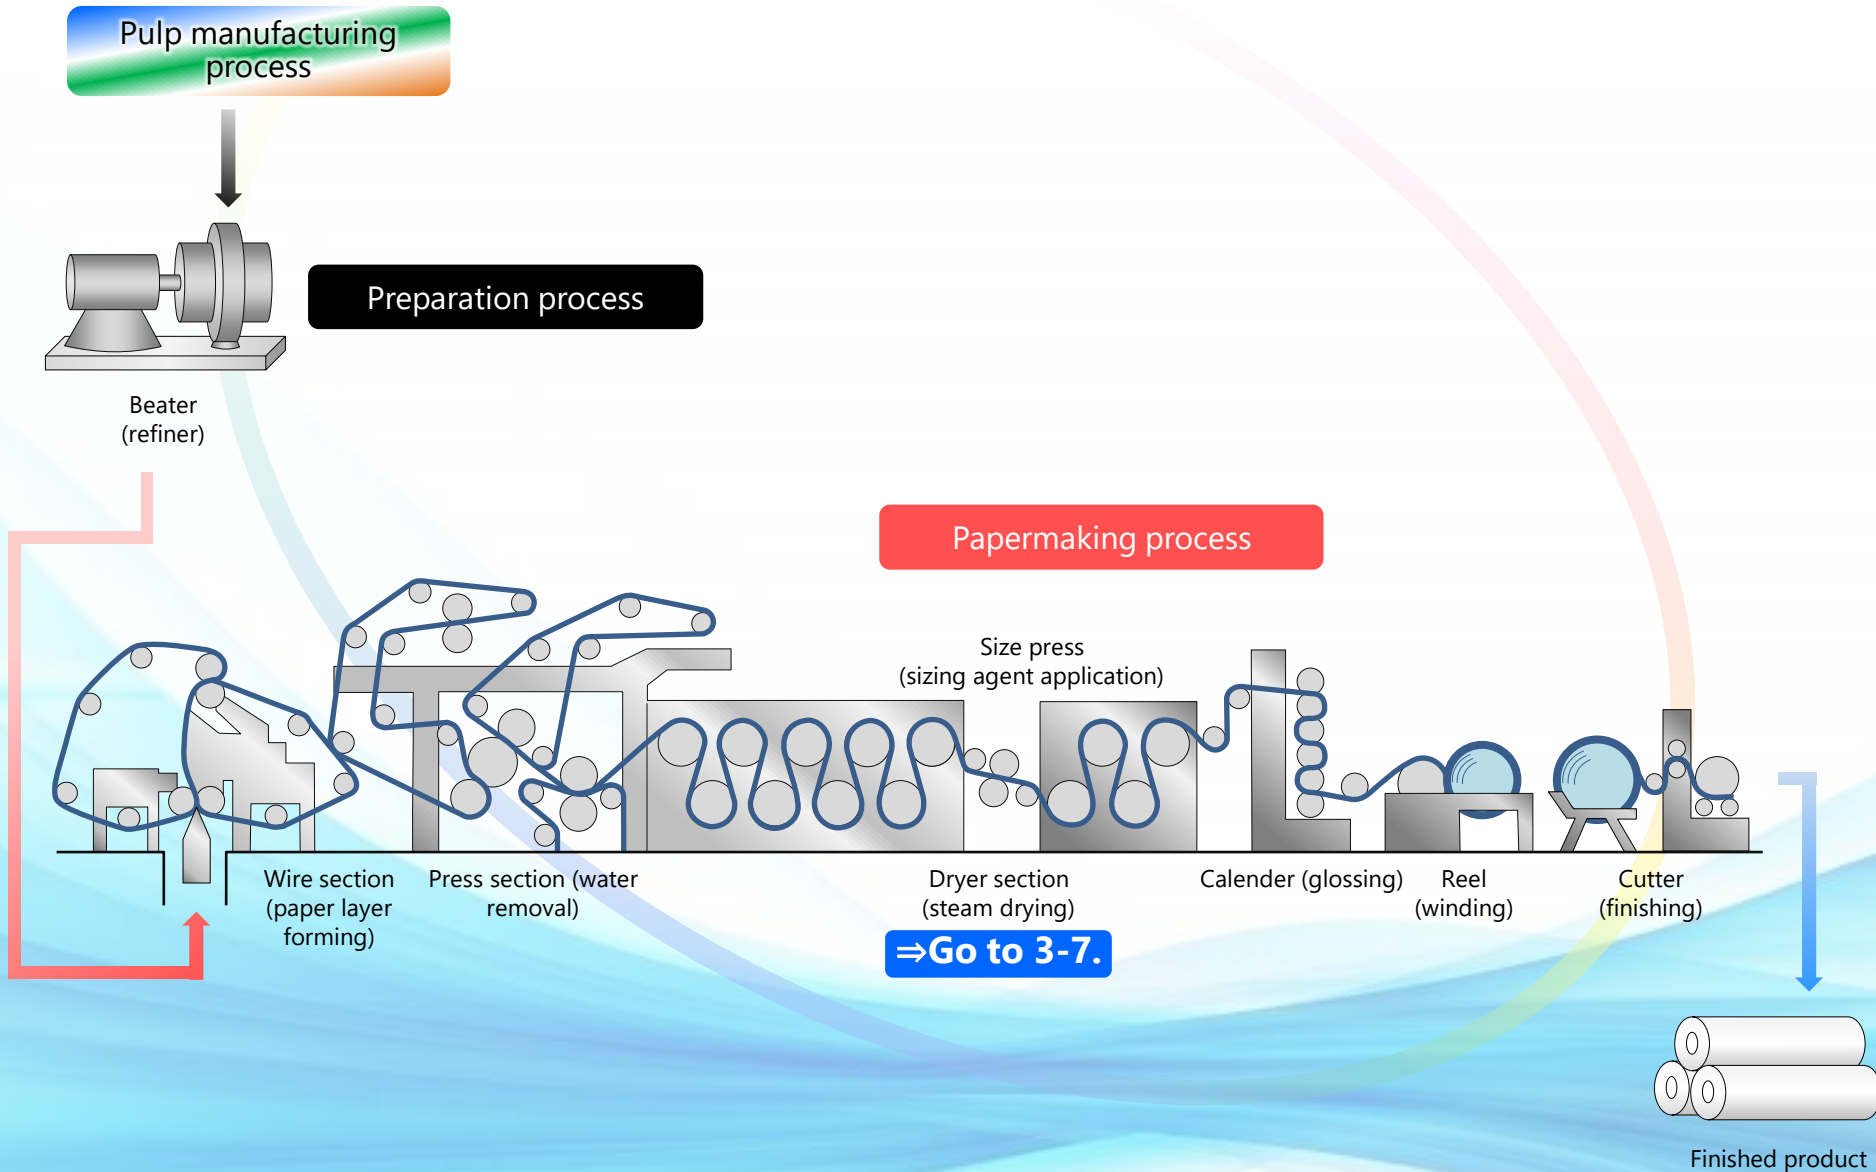 Pulp manufacturing
process
Preparation process
Beater
(refiner)
Papermaking process
Size press
(sizing agent application)
Wire section
(paper layer
forming)
Press section (water
removal)
Dryer section
(steam drying)
⇒Go to 3-7.
Calender (glossing)
Reel
(winding)
Cutter
(finishing)
Finished product